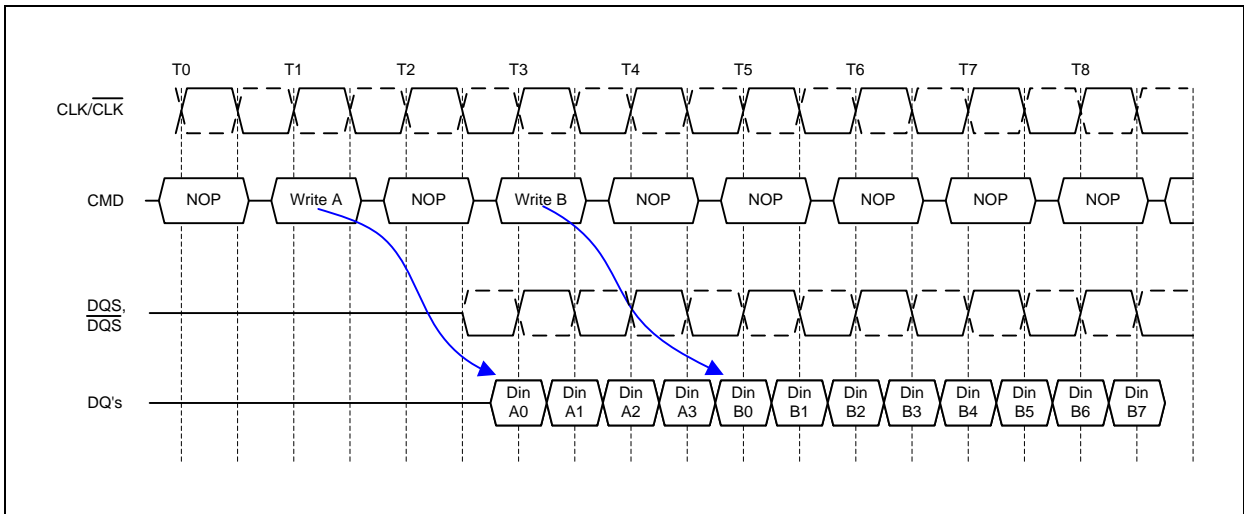 T0 T1 T2 T3 T4 T5 T6 T7 T8
CLK/CLK
CMD NOP Write A NOP Write B NOP NOP NOP NOP NOP
DQS,
DQS
DQ's Din Din Din Din Din Din Din Din Din Din Din Din
A0 A1 A2 A3 B0 B1 B2 B3 B4 B5 B6 B7